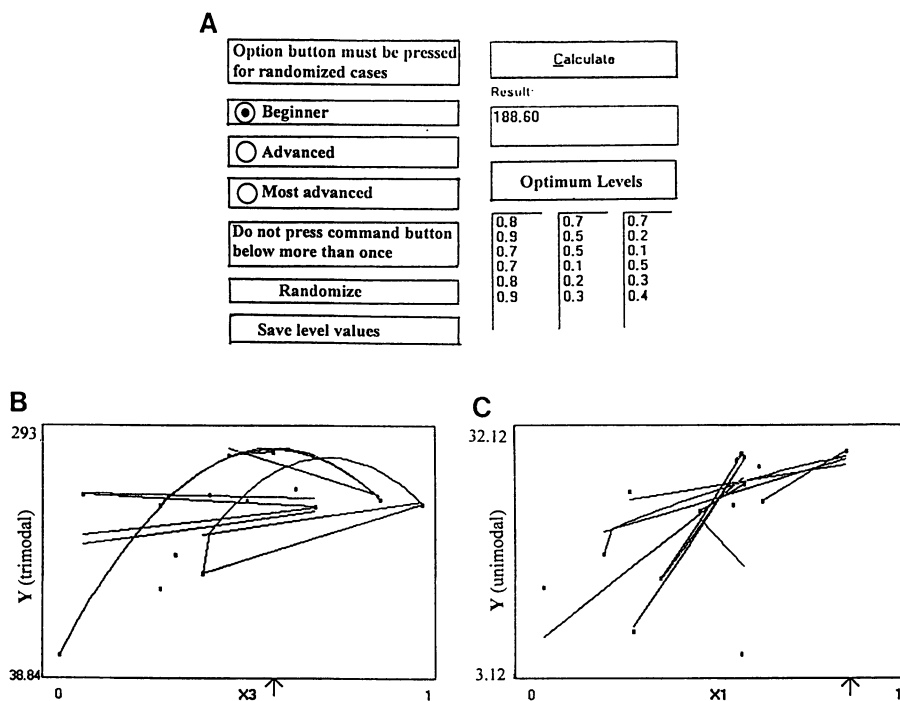 A
Option button must be pressed
for randomized cases
Beginner
Advanced
Most advanced
Do not press command button
below more than once
Randomize
Save level values
Calculate
Result:
188.60
Optimum Levels
0.8 0.7 0.7
0.9 0.5 0.2
0.7 0.5 0.1
0.7 0.1 0.5
0.8 0.2 0.3
0.9 0.3 0.4
B
293
Y (trimodal)
38.84
0 X3 1
C
32.12
Y (unimodal)
3.12
0 X1 1